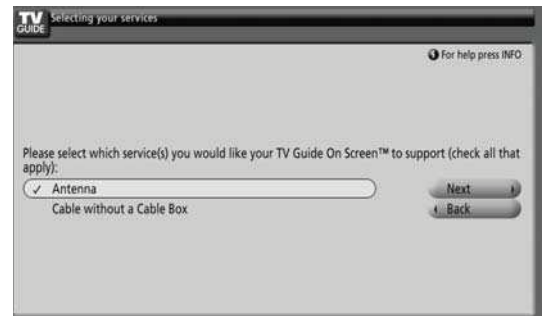 TV GUIDE Selecting your services
For help press INFO
Please select which service(s) you would like your TV Guide On Screen™ to support (check all that
apply):
✓ Antenna Next
Cable without a Cable Box Back